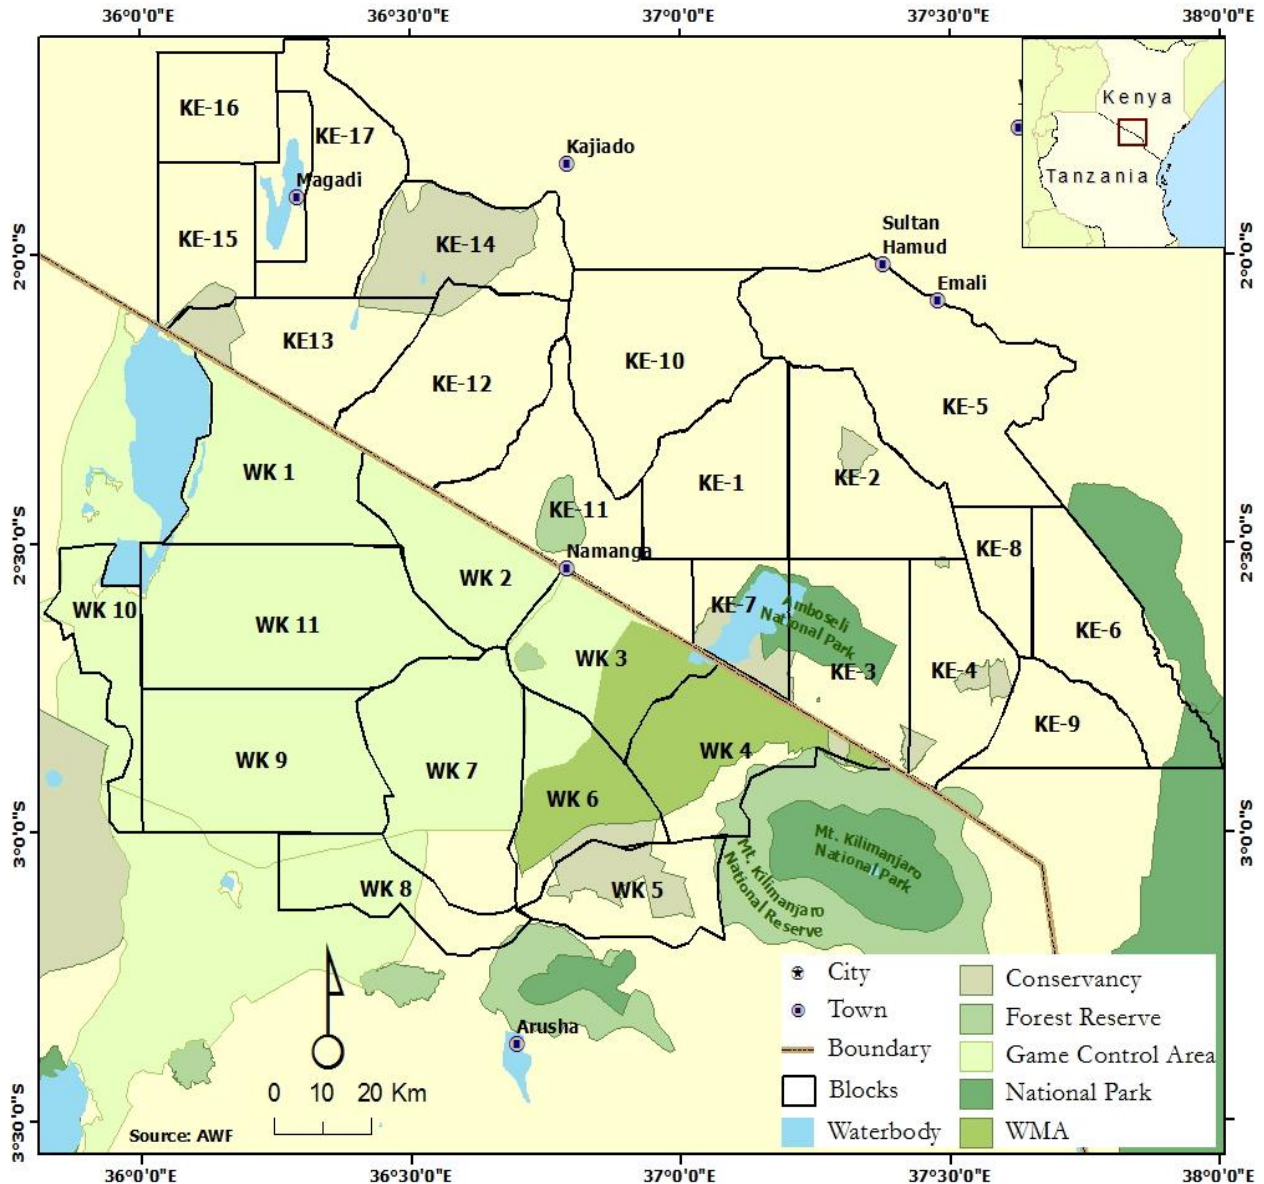 36°0'0"E
36°30'0"E
37°0'0"E
37°30'0"E
38°0'0"E
KE-16
KE-17
Kajiado
Kenya
Tanzania
Magadi
KE-15
KE-14
Sultan
Hamud
Emali
2°0'0"S
2°0'0"S
KE13
KE-12
KE-10
KE-5
WK 1
KE-1
KE-2
KE-11
2°30'0"S
2°30'0"S
Namanga
KE-8
WK 2
WK 10
WK 11
KE-7
Amboseli
National Park
KE-6
WK 3
KE-3
KE-4
KE-9
WK 9
WK 7
WK 4
WK 6
3°0'0"S
3°0'0"S
Mt. Kilimanjaro
National Park
Mt. Kilimanjaro
National Reserve
WK 8
WK 5
City
Town
Boundary
Blocks
Waterbody
Conservancy
Forest Reserve
Game Control Area
National Park
WMA
Arusha
0 10 20 Km
Source: AWF
3°30'0"S
36°0'0"E
36°30'0"E
37°0'0"E
37°30'0"E
38°0'0"E